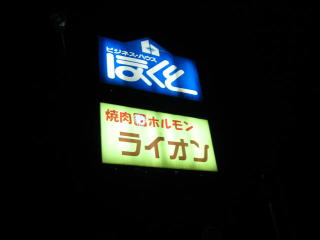 ビジネス・ハウス
ほくと
焼肉 ホルモン
ライオン